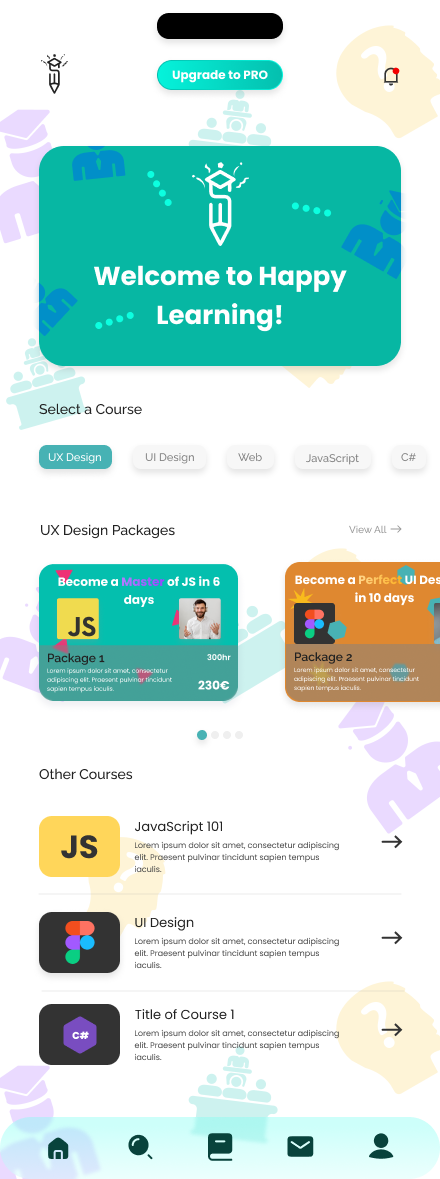 Upgrade to PRO
Welcome to Happy
Learning!
Select a Course
UX Design
UI Design
Web
JavaScript
C#
UX Design Packages
View All
Become a Master of JS in 6
days
JS
Package 1
300hr
Lorem ipsum dolor sit amet, consectetur
adipiscing elit. Praesent pulvinar tincidunt
sapien tempus iaculis.
230€
Become a Perfect UI Des
in 10 days
Package 2
Lorem ipsum dolor sit amet, consectetur
adipiscing elit. Praesent pulvinar tincidunt
sapien tempus iaculis.
Other Courses
JS
JavaScript 101
Lorem ipsum dolor sit amet, consectetur adipiscing
elit. Praesent pulvinar tincidunt sapien tempus
iaculis.
UI Design
Lorem ipsum dolor sit amet, consectetur adipiscing
elit. Praesent pulvinar tincidunt sapien tempus
iaculis.
C#
Title of Course 1
Lorem ipsum dolor sit amet, consectetur adipiscing
elit. Praesent pulvinar tincidunt sapien tempus
iaculis.